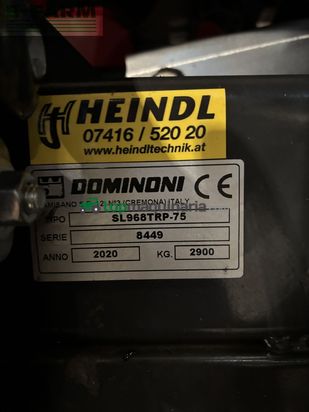 HEINDL
07416 / 520 20
www.heindltechnik.at
DOMINONI CE
(CREMONA) ITALY
TIPO SL968TRP-75
SERIE 8449
ANNO 2020 KG. 2900